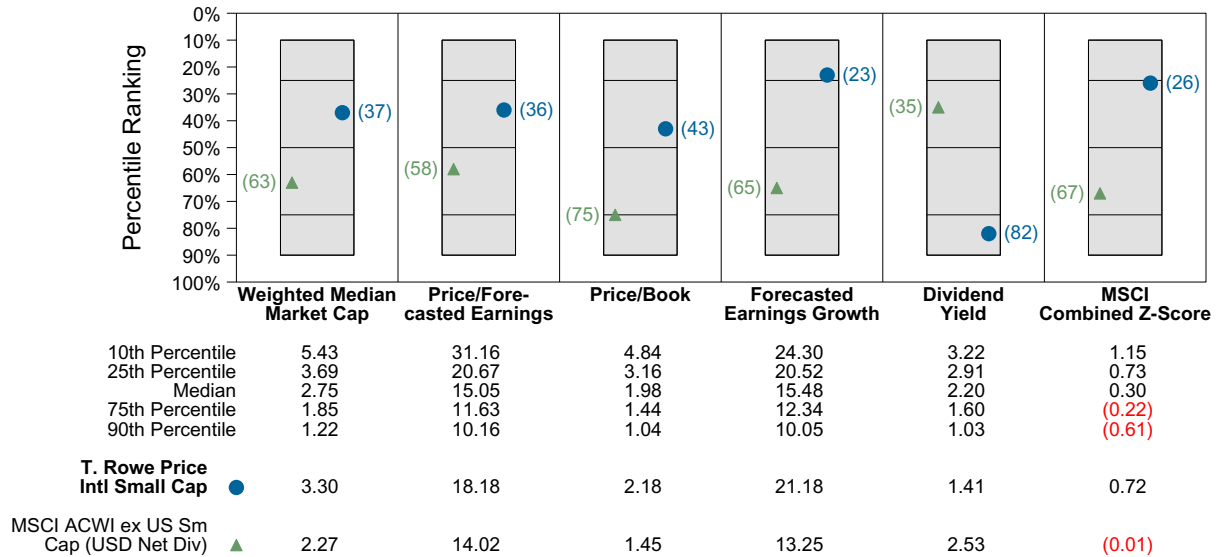 Percentile Ranking
0%
10%
20%
30%
40%
50%
60%
70%
80%
90%
100%
(37)
(63)
(36)
(58)
(43)
(75)
(23)
(65)
(35)
(82)
(26)
(67)
Weighted Median
Market Cap
Price/Fore-
casted Earnings
Price/Book
Forecasted
Earnings Growth
Dividend
Yield
MSCI
Combined Z-Score
10th Percentile 5.43 31.16 4.84 24.30 3.22 1.15
25th Percentile 3.69 20.67 3.16 20.52 2.91 0.73
Median 2.75 15.05 1.98 15.48 2.20 0.30
75th Percentile 1.85 11.63 1.44 12.34 1.60 (0.22)
90th Percentile 1.22 10.16 1.04 10.05 1.03 (0.61)
T. Rowe Price
Intl Small Cap 3.30 18.18 2.18 21.18 1.41 0.72
MSCI ACWI ex US Sm
Cap (USD Net Div) 2.27 14.02 1.45 13.25 2.53 (0.01)